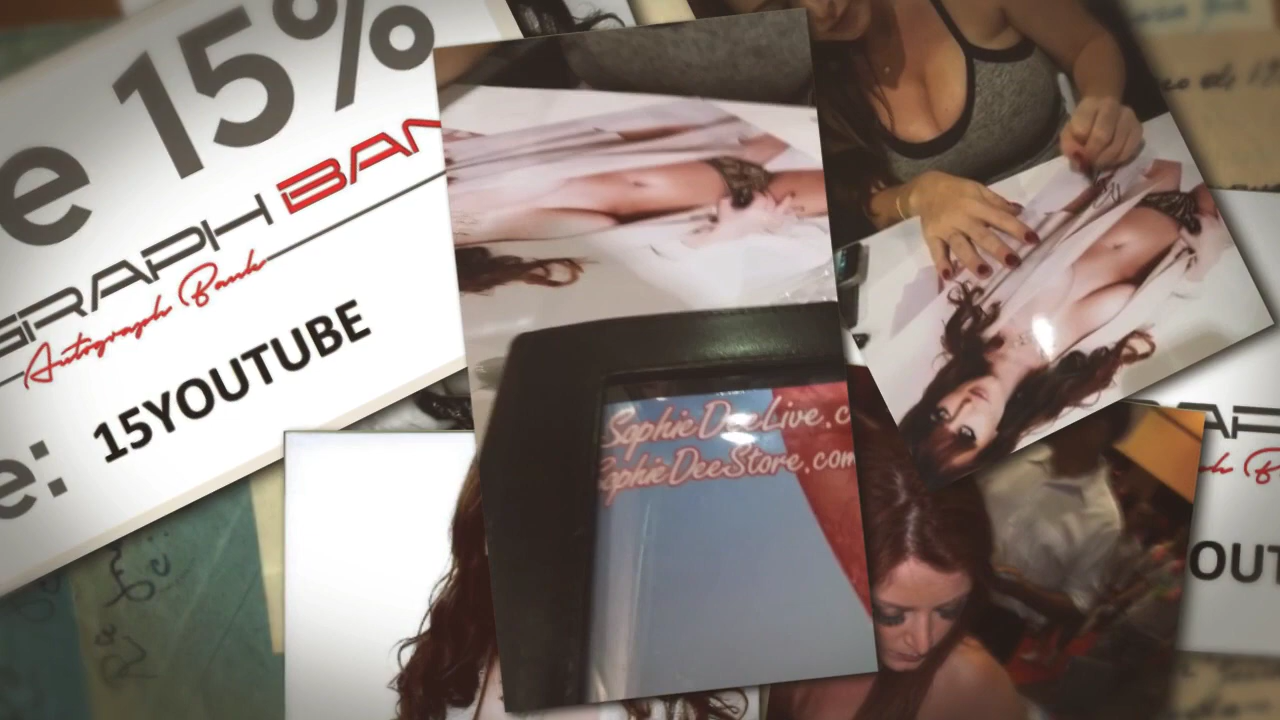 e 15%
GRAPH BAN
Autograph Bank
e: 15YOUTUBE
SophieDeeLive.c
SophieDeeStore.com
OUT